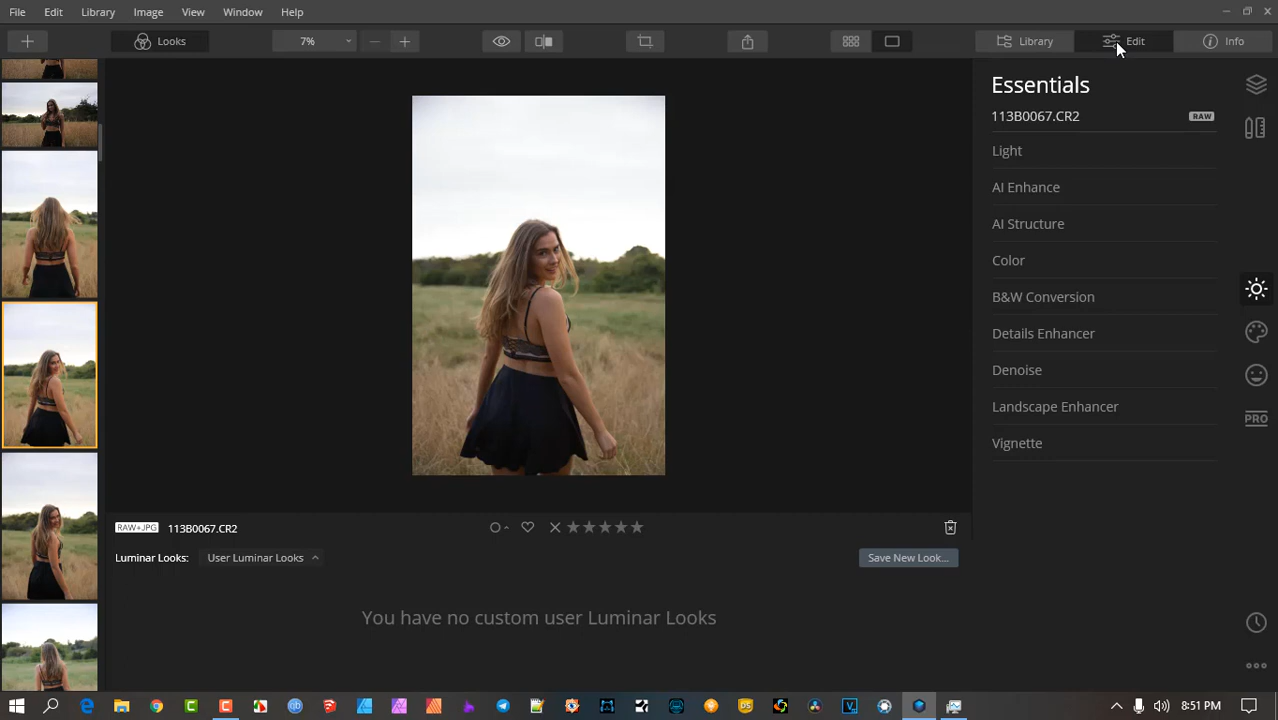 File Edit Library Image View Window Help
Looks 7% Library Edit Info
Essentials
113B0067.CR2 RAW
Light
AI Enhance
AI Structure
Color
B&W Conversion
Details Enhancer
Denoise
Landscape Enhancer
Vignette
PRO
RAW+JPG 113B0067.CR2
Luminar Looks: User Luminar Looks Save New Look...
You have no custom user Luminar Looks
8:51 PM